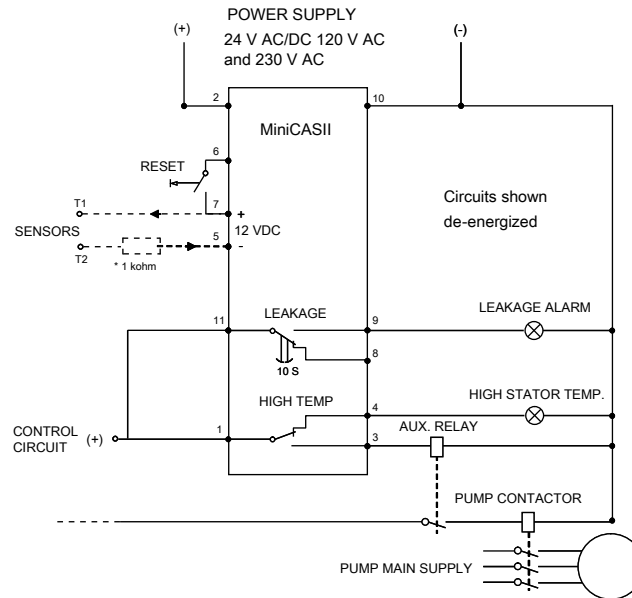 POWER SUPPLY
24 V AC/DC 120 V AC
and 230 V AC
(+)
(-)
2
10
MiniCASII
6
RESET
T1
7
+
12 VDC
SENSORS
5
-
T2
* 1 kohm
Circuits shown
de-energized
LEAKAGE
11
9
LEAKAGE ALARM
8
10 S
HIGH TEMP
4
HIGH STATOR TEMP.
CONTROL
CIRCUIT
(+)
1
3
AUX. RELAY
PUMP CONTACTOR
PUMP MAIN SUPPLY